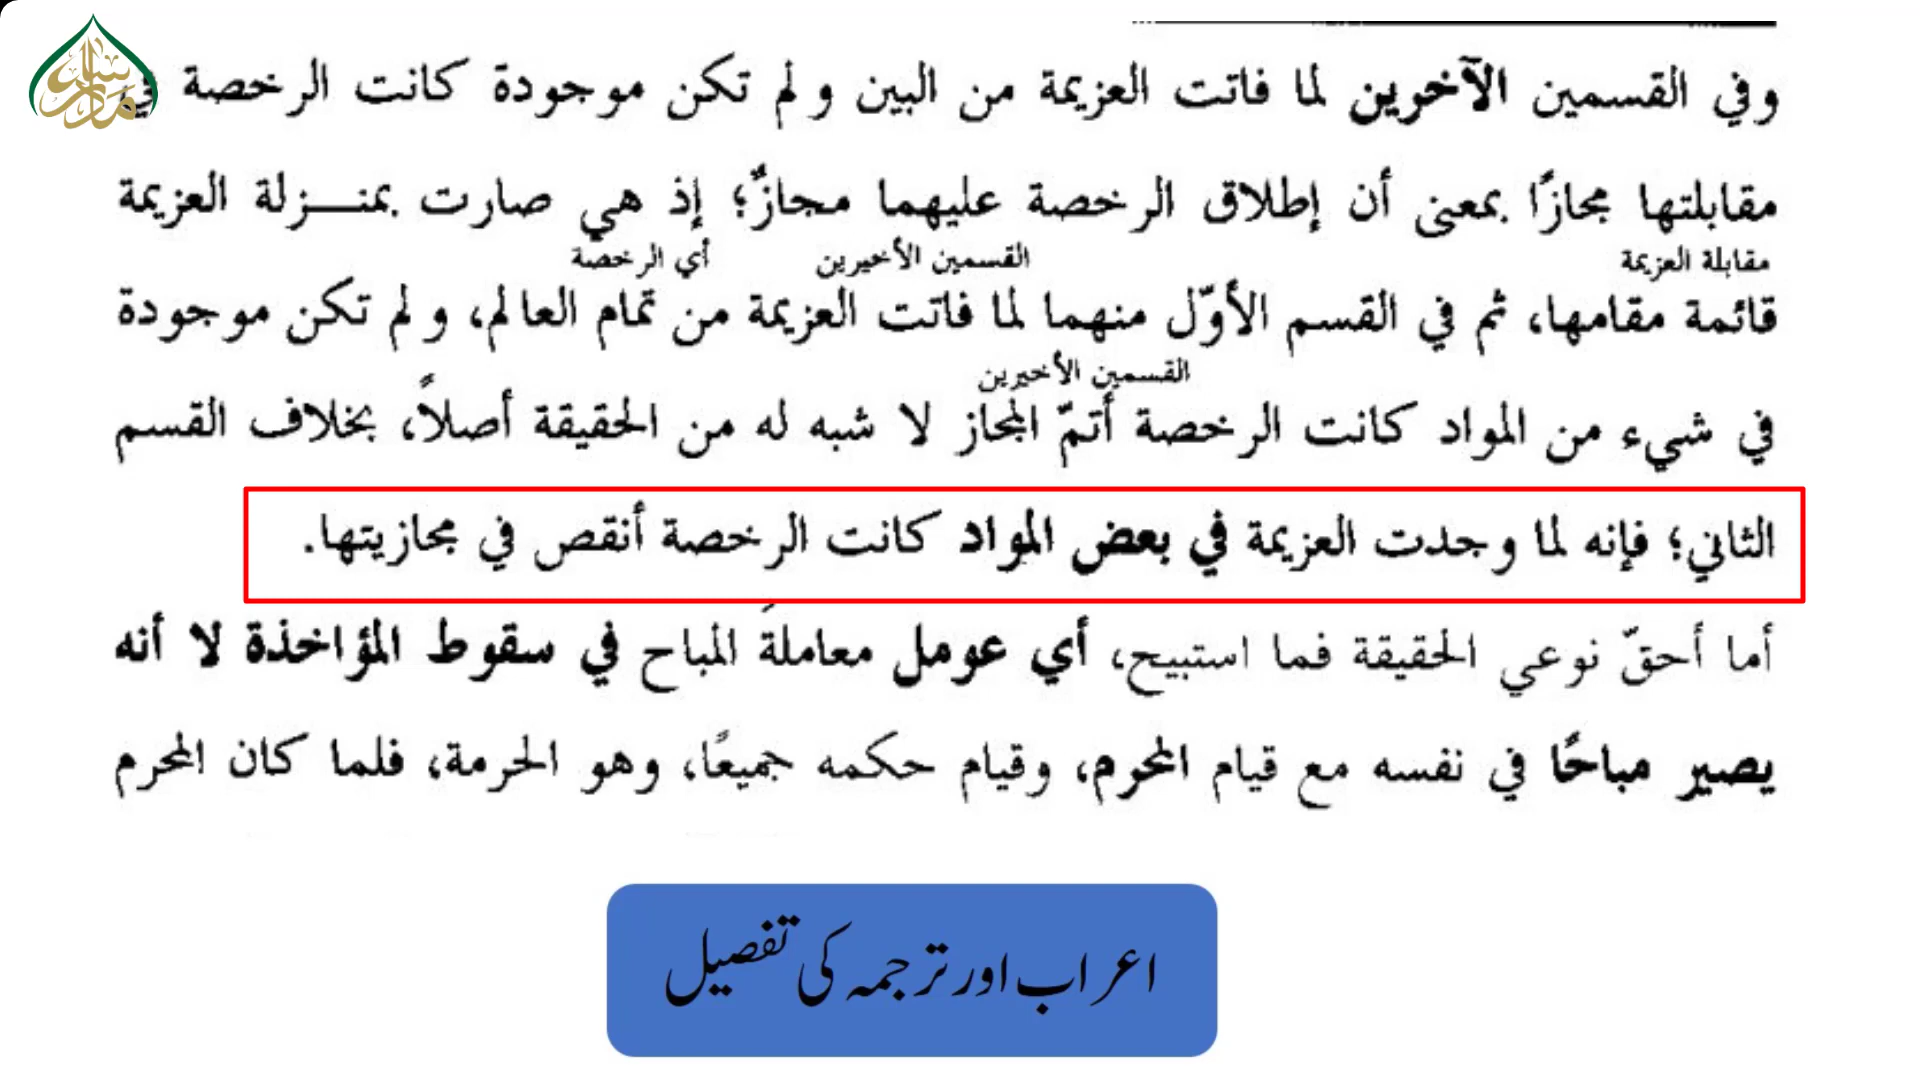 وفي القسمين الآخرين لما فاتت العزيمة من البين ولم تكن موجودة كانت الرخصة في
مقابلتها مجازًا بمعنى أن إطلاق الرخصة عليهما مجازٌ؛ إذ هي صارت بمنـزلة العزيمة
مقابلة العزيمة القسمين الأخيرين أي الرخصة
قائمة مقامها، ثم في القسم الأوّل منهما لما فاتت العزيمة من تمام العالم، ولم تكن موجودة
القسمين الأخيرين
في شيء من المواد كانت الرخصة أتمّ المجاز لا شبه له من الحقيقة أصلاً، بخلاف القسم
الثاني؛ فإنه لما وجدت العزيمة في بعض المواد كانت الرخصة أنقص في مجازيتها.
أما أحقّ نوعي الحقيقة فما استبيح، أي عومل معاملةَ المباح في سقوط المؤاخذة لا أنه
يصير مباحًا في نفسه مع قيام المحرم، وقيام حكمه جميعًا، وهو الحرمة، فلما كان المحرم
اعراب اور ترجمہ کی تفصیل